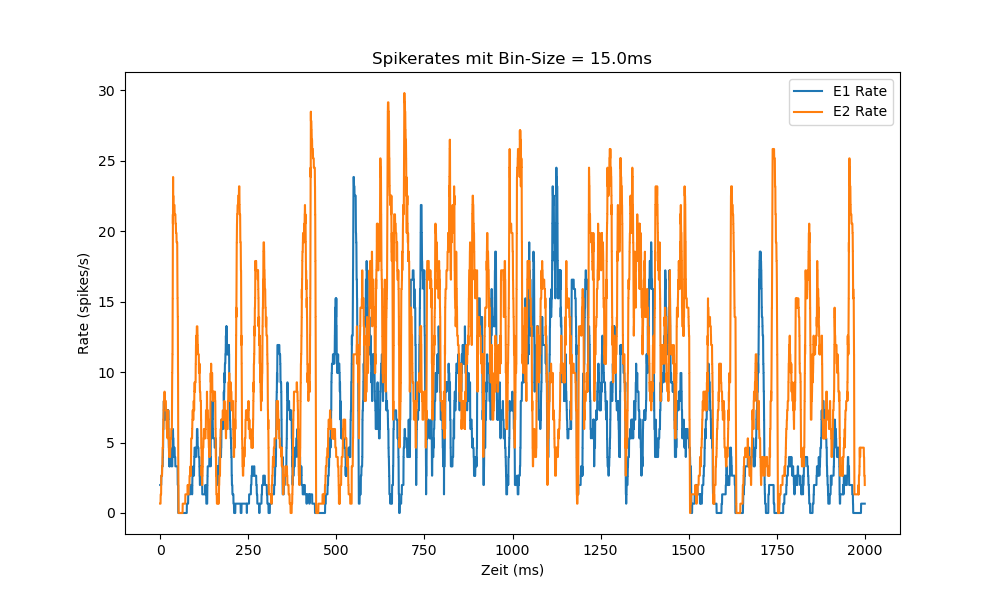 Spikerates mit Bin-Size = 15.0ms
E1 Rate
E2 Rate
Rate (spikes/s)
30
25
20
15
10
5
0
0 250 500 750 1000 1250 1500 1750 2000
Zeit (ms)